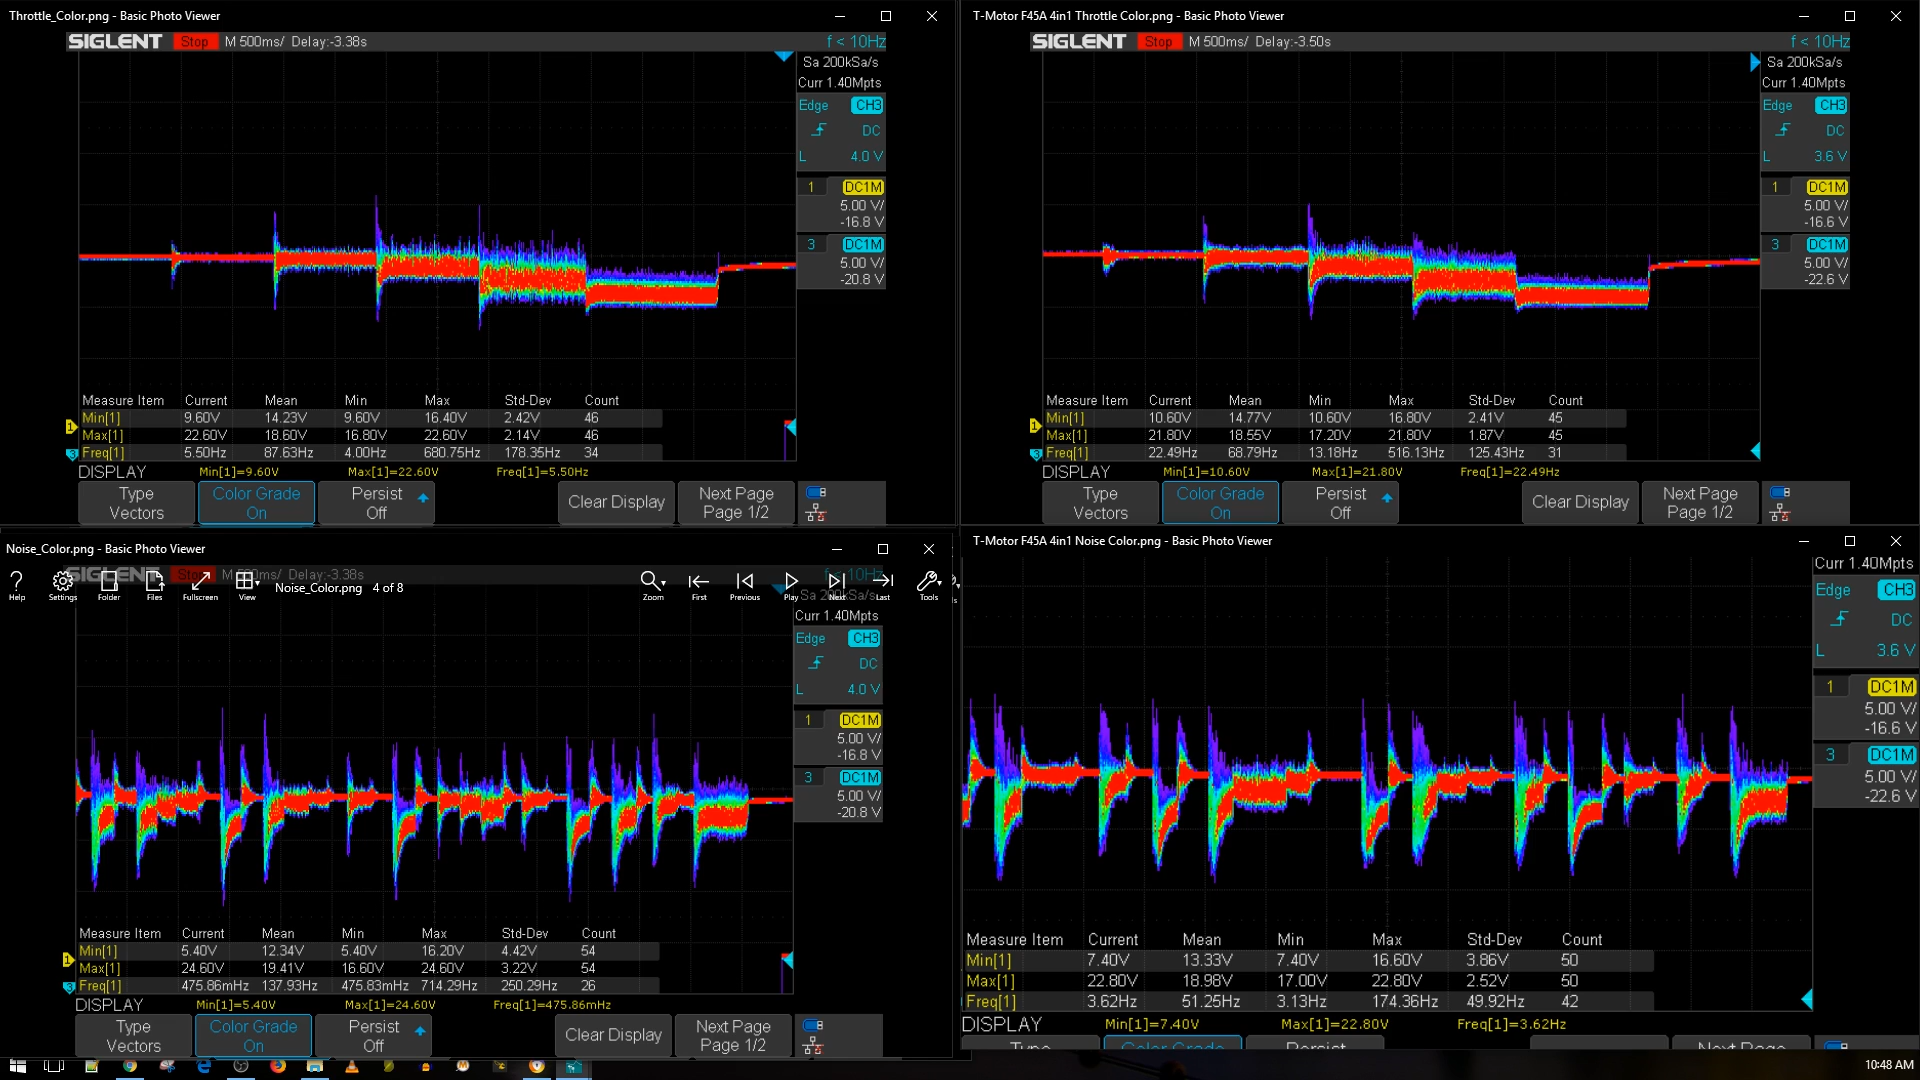 Throttle_Color.png - Basic Photo Viewer
SIGLENT Stop M 500ms/ Delay:-3.38s f < 10Hz
Sa 200kSa/s
Curr 1.40Mpts
Edge CH3
DC
L 4.0 V
1 DC1M
5.00 V/
-16.8 V
3 DC1M
5.00 V/
-20.8 V
Measure Item Current Mean Min Max Std-Dev Count
Min[1] 9.60V 14.23V 9.60V 16.40V 2.42V 46
Max[1] 22.60V 18.60V 16.80V 22.60V 2.14V 46
Freq[1] 5.50Hz 87.63Hz 4.00Hz 680.75Hz 178.35Hz 34
DISPLAY Min[1]=9.60V Max[1]=22.60V Freq[1]=5.50Hz
1
3
Type Color Grade Persist Clear Display Next Page
Vectors On Off Page 1/2
T-Motor F45A 4in1 Throttle Color.png - Basic Photo Viewer
SIGLENT Stop M 500ms/ Delay:-3.50s f < 10Hz
Sa 200kSa/s
Curr 1.40Mpts
Edge CH3
DC
L 3.6 V
1 DC1M
5.00 V/
-16.6 V
3 DC1M
5.00 V/
-22.6 V
Measure Item Current Mean Min Max Std-Dev Count
Min[1] 10.60V 14.77V 10.60V 16.80V 2.41V 45
Max[1] 21.80V 18.55V 17.20V 21.80V 1.87V 45
Freq[1] 22.49Hz 68.79Hz 13.18Hz 516.13Hz 125.43Hz 31
DISPLAY Min[1]=10.60V Max[1]=21.80V Freq[1]=22.49Hz
1
3
Type Color Grade Persist Clear Display Next Page
Vectors On Off Page 1/2
Noise_Color.png - Basic Photo Viewer
SIGLENT Stop M 500ms/ Delay:-3.38s f < 10Hz
Noise_Color.png 4 of 8
Help Settings Folder Files Fullscreen View Zoom First Previous Play Next Last Tools
Sa 200kSa/s
Curr 1.40Mpts
Edge CH3
DC
L 4.0 V
1 DC1M
5.00 V/
-16.8 V
3 DC1M
5.00 V/
-20.8 V
Measure Item Current Mean Min Max Std-Dev Count
Min[1] 5.40V 12.34V 5.40V 16.20V 4.42V 54
Max[1] 24.60V 19.41V 16.60V 24.60V 3.22V 54
Freq[1] 475.86mHz 137.93Hz 475.83mHz 714.29Hz 250.29Hz 26
DISPLAY Min[1]=5.40V Max[1]=24.60V Freq[1]=475.86mHz
1
3
Type Color Grade Persist Clear Display Next Page
Vectors On Off Page 1/2
T-Motor F45A 4in1 Noise Color.png - Basic Photo Viewer
Curr 1.40Mpts
Edge CH3
DC
L 3.6 V
1 DC1M
5.00 V/
-16.6 V
3 DC1M
5.00 V/
-22.6 V
Measure Item Current Mean Min Max Std-Dev Count
Min[1] 7.40V 13.33V 7.40V 16.60V 3.86V 50
Max[1] 22.80V 18.98V 17.00V 22.80V 2.52V 50
Freq[1] 3.62Hz 51.25Hz 3.13Hz 174.36Hz 49.92Hz 42
DISPLAY Min[1]=7.40V Max[1]=22.80V Freq[1]=3.62Hz
Type Color Grade Persist Next Page
10:48 AM